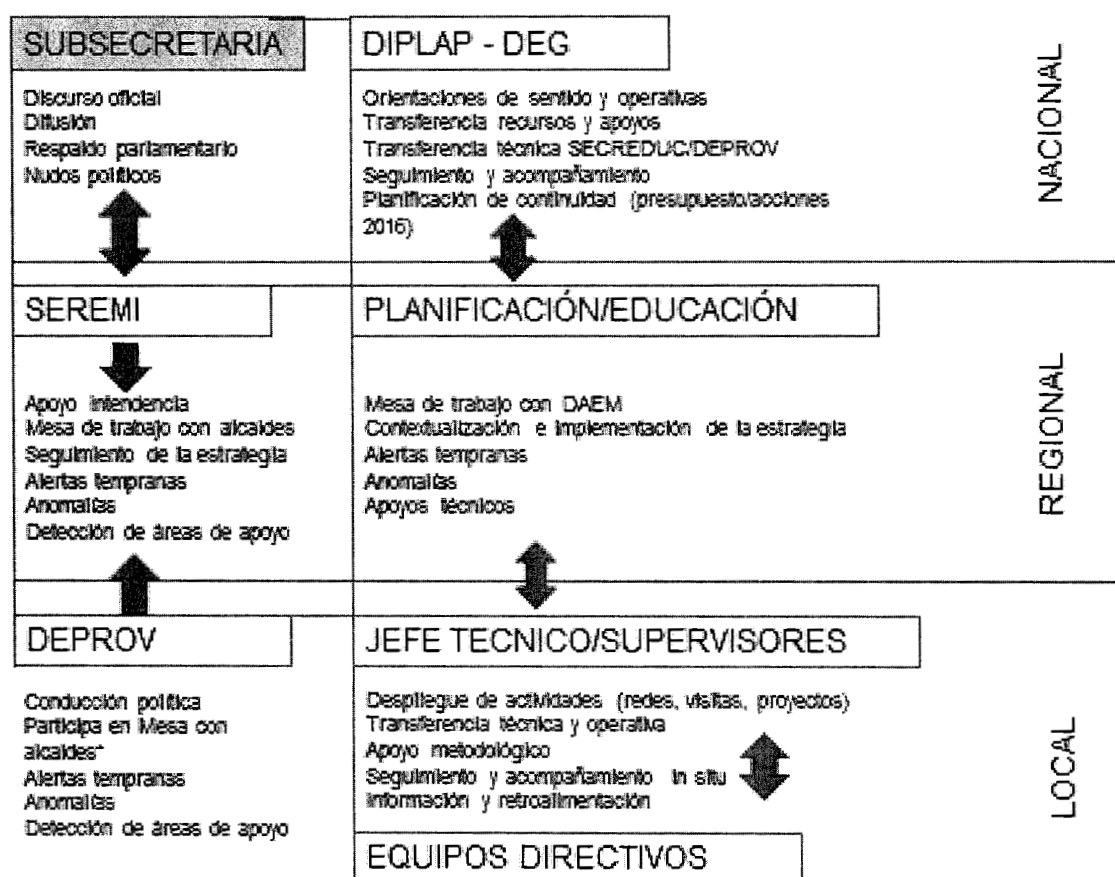 SUBSECRETARIA
Discurso oficial
Difusión
Respaldo parlamentario
Nudos políticos
DIPLAP - DEG
Orientaciones de sentido y operativas
Transferencia recursos y apoyos
Transferencia técnica SECREDUC/DEPROV
Seguimiento y acompañamiento
Planificación de continuidad (presupuesto/acciones
2016)
NACIONAL
SEREMI
Apoyo intendencia
Mesa de trabajo con alcaldes
Seguimiento de la estrategia
Alertas tempranas
Anomalías
Detección de áreas de apoyo
PLANIFICACIÓN/EDUCACIÓN
Mesa de trabajo con DAEM
Contextualización e implementación de la estrategia
Alertas tempranas
Anomalías
Apoyos técnicos
REGIONAL
DEPROV
Conducción política
Participa en Mesa con
alcaldes*
Alertas tempranas
Anomalías
Detección de áreas de apoyo
JEFE TECNICO/SUPERVISORES
Despliegue de actividades (redes, visitas, proyectos)
Transferencia técnica y operativa
Apoyo metodológico
Seguimiento y acompañamiento in situ
Información y retroalimentación
EQUIPOS DIRECTIVOS
LOCAL